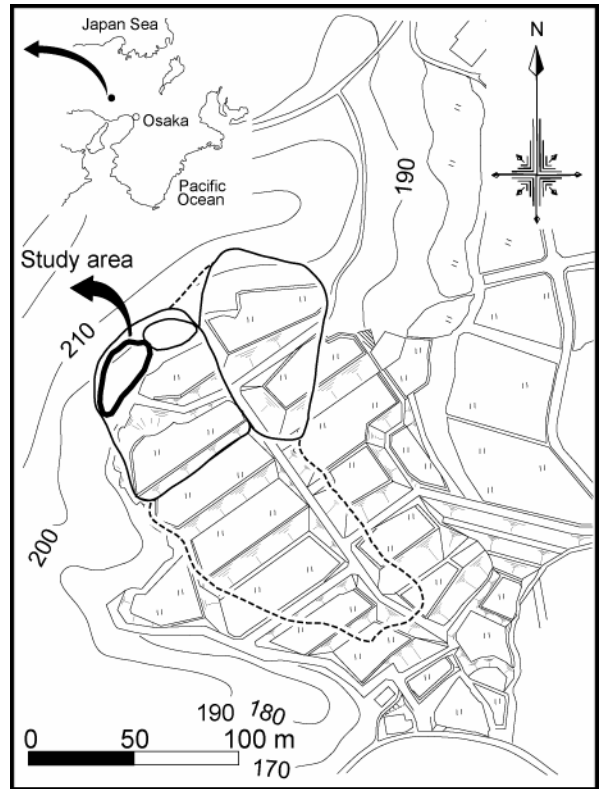 Japan Sea
Osaka
Pacific
Ocean
N
190
Study area
210
200
190
180
170
0 50 100 m